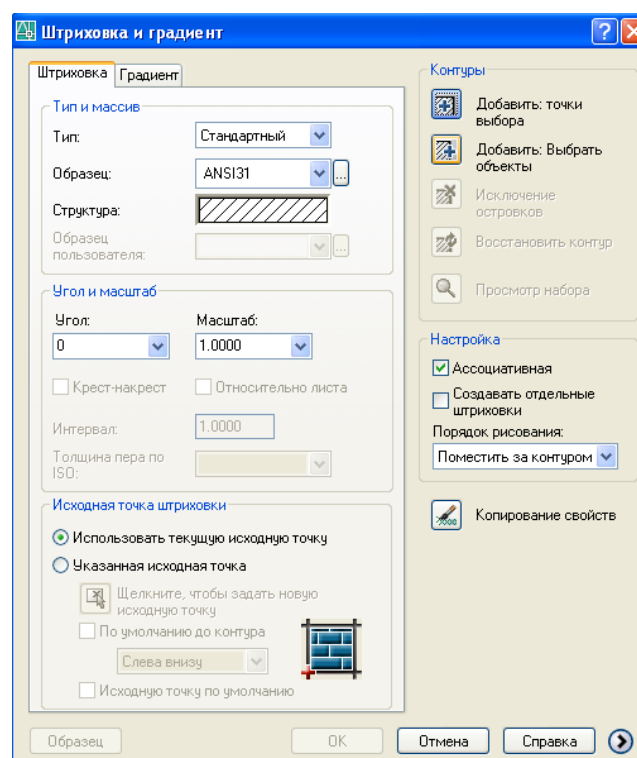 Штриховка и градиент
Штриховка
Градиент
Тип и массив
Тип:
Стандартный
Образец:
ANSI31
...
Структура:
Образец
пользователя:
...
Угол и масштаб
Угол:
Масштаб:
0
1.0000
Крест-накрест
Относительно листа
Интервал:
1.0000
Толщина пера по
ISO:
Исходная точка штриховки
Использовать текущую исходную точку
Указанная исходная точка
Щелкните, чтобы задать новую
исходную точку
По умолчанию до контура
Слева внизу
Исходную точку по умолчанию
Контуры
Добавить: точки
выбора
Добавить: Выбрать
объекты
Исключение
островков
Восстановить контур
Просмотр набора
Настройка
Ассоциативная
Создавать отдельные
штриховки
Порядок рисования:
Поместить за контуром
Копирование свойств
Образец
OK
Отмена
Справка